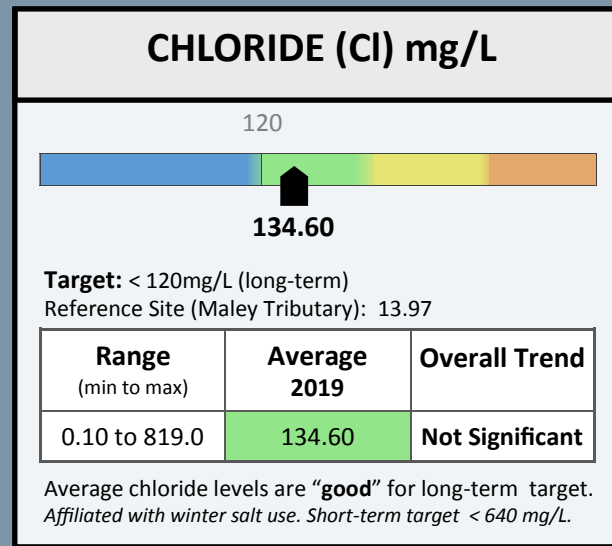 CHLORIDE (Cl) mg/L
120
134.60
Target: < 120mg/L (long-term)
Reference Site (Maley Tributary): 13.97
Range (min to max) Average 2019 Overall Trend
0.10 to 819.0 134.60 Not Significant
Average chloride levels are “good” for long-term target.
Affiliated with winter salt use. Short-term target < 640 mg/L.